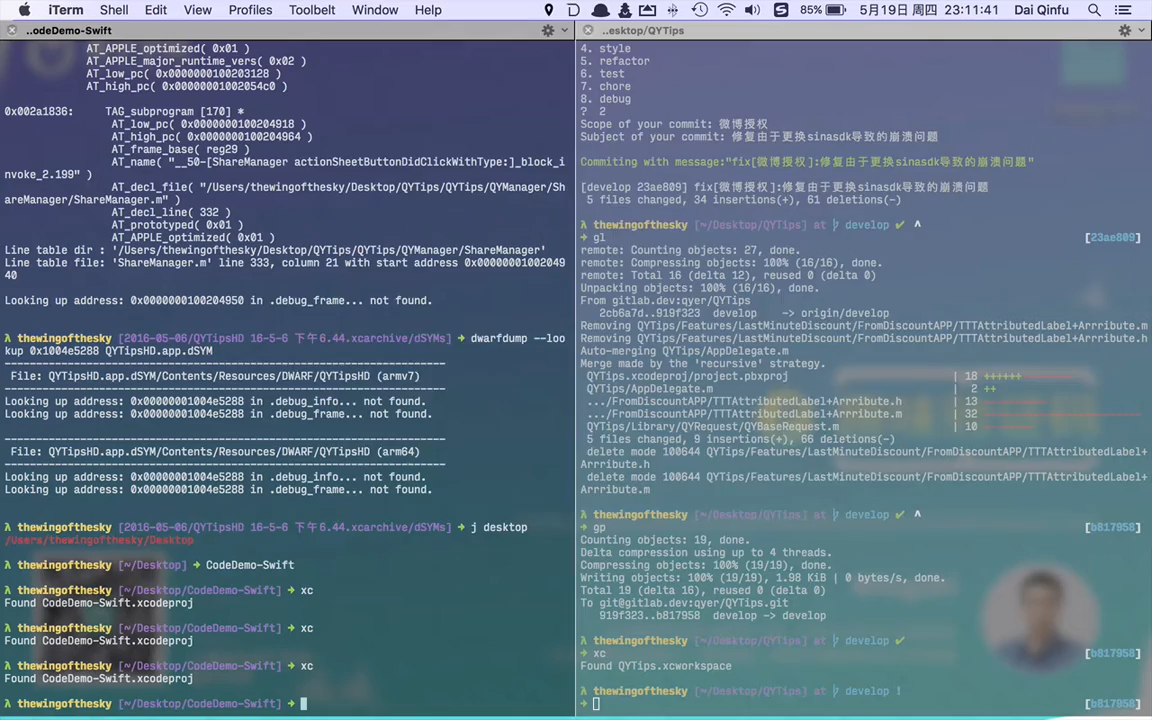 iTerm Shell Edit View Profiles Toolbelt Window Help 85% 5月19日 周四 23:11:41 Dai Qinfu
..odeDemo-Swift
AT_APPLE_optimized( 0x01 )
AT_APPLE_major_runtime_vers( 0x02 )
AT_low_pc( 0x0000000100203128 )
AT_high_pc( 0x00000001002054c0 )
0x002a1836: TAG_subprogram [170] *
AT_low_pc( 0x0000000100204918 )
AT_high_pc( 0x0000000100204964 )
AT_frame_base( reg29 )
AT_name( "__50-[ShareManager actionSheetButtonDidClickWithType:]_block_i
nvoke_2.199" )
AT_decl_file( "/Users/thewingofthesky/Desktop/QYTips/QYTips/QYManager/Sh
areManager/ShareManager.m" )
AT_decl_line( 332 )
AT_prototyped( 0x01 )
AT_APPLE_optimized( 0x01 )
Line table dir : '/Users/thewingofthesky/Desktop/QYTips/QYTips/QYManager/ShareManager'
Line table file: 'ShareManager.m' line 333, column 21 with start address 0x00000001002049
40
Looking up address: 0x0000000100204950 in .debug_frame... not found.
λ thewingofthesky [2016-05-06/QYTipsHD 16-5-6 下午6.44.xcarchive/dSYMs] → dwarfdump --loo
kup 0x1004e5288 QYTipsHD.app.dSYM
----------------------------------------------------------------------
File: QYTipsHD.app.dSYM/Contents/Resources/DWARF/QYTipsHD (armv7)
----------------------------------------------------------------------
Looking up address: 0x00000001004e5288 in .debug_info... not found.
Looking up address: 0x00000001004e5288 in .debug_frame... not found.
----------------------------------------------------------------------
File: QYTipsHD.app.dSYM/Contents/Resources/DWARF/QYTipsHD (arm64)
----------------------------------------------------------------------
Looking up address: 0x00000001004e5288 in .debug_info... not found.
Looking up address: 0x00000001004e5288 in .debug_frame... not found.
λ thewingofthesky [2016-05-06/QYTipsHD 16-5-6 下午6.44.xcarchive/dSYMs] → j desktop
/Users/thewingofthesky/Desktop
λ thewingofthesky [~/Desktop] → CodeDemo-Swift
λ thewingofthesky [~/Desktop/CodeDemo-Swift] → xc
Found CodeDemo-Swift.xcodeproj
λ thewingofthesky [~/Desktop/CodeDemo-Swift] → xc
Found CodeDemo-Swift.xcodeproj
λ thewingofthesky [~/Desktop/CodeDemo-Swift] → xc
Found CodeDemo-Swift.xcodeproj
λ thewingofthesky [~/Desktop/CodeDemo-Swift] →
..esktop/QYTips
4. style
5. refactor
6. test
7. chore
8. debug
? 2
Scope of your commit: 微博授权
Subject of your commit: 修复由于更换sinasdk导致的崩溃问题
Commiting with message:"fix[微博授权]:修复由于更换sinasdk导致的崩溃问题"
[develop 23ae809] fix[微博授权]:修复由于更换sinasdk导致的崩溃问题
5 files changed, 34 insertions(+), 61 deletions(-)
λ thewingofthesky [~/Desktop/QYTips] at develop ✔ ^
→ gl [23ae809]
remote: Counting objects: 27, done.
remote: Compressing objects: 100% (16/16), done.
remote: Total 16 (delta 12), reused 0 (delta 0)
Unpacking objects: 100% (16/16), done.
From gitlab.dev:qyer/QYTips
2cb6a7d..919f323 develop -> origin/develop
Removing QYTips/Features/LastMinuteDiscount/FromDiscountAPP/TTTAttributedLabel+Arrribute.m
Removing QYTips/Features/LastMinuteDiscount/FromDiscountAPP/TTTAttributedLabel+Arrribute.h
Auto-merging QYTips/AppDelegate.m
Merge made by the 'recursive' strategy.
QYTips.xcodeproj/project.pbxproj | 18 ++++++------
QYTips/AppDelegate.m | 2 ++
.../FromDiscountAPP/TTTAttributedLabel+Arrribute.h | 13 ---------
.../FromDiscountAPP/TTTAttributedLabel+Arrribute.m | 32 ----------------------
QYTips/Library/QYRequest/QYBaseRequest.m | 10 -------
5 files changed, 9 insertions(+), 66 deletions(-)
delete mode 100644 QYTips/Features/LastMinuteDiscount/FromDiscountAPP/TTTAttributedLabel+
Arrribute.h
delete mode 100644 QYTips/Features/LastMinuteDiscount/FromDiscountAPP/TTTAttributedLabel+
Arrribute.m
λ thewingofthesky [~/Desktop/QYTips] at develop ✔ ^
→ gp [b817958]
Counting objects: 19, done.
Delta compression using up to 4 threads.
Compressing objects: 100% (19/19), done.
Writing objects: 100% (19/19), 1.98 KiB | 0 bytes/s, done.
Total 19 (delta 16), reused 0 (delta 0)
To git@gitlab.dev:qyer/QYTips.git
919f323..b817958 develop -> develop
λ thewingofthesky [~/Desktop/QYTips] at develop ✔
→ xc [b817958]
Found QYTips.xcworkspace
λ thewingofthesky [~/Desktop/QYTips] at develop !
→ [b817958]